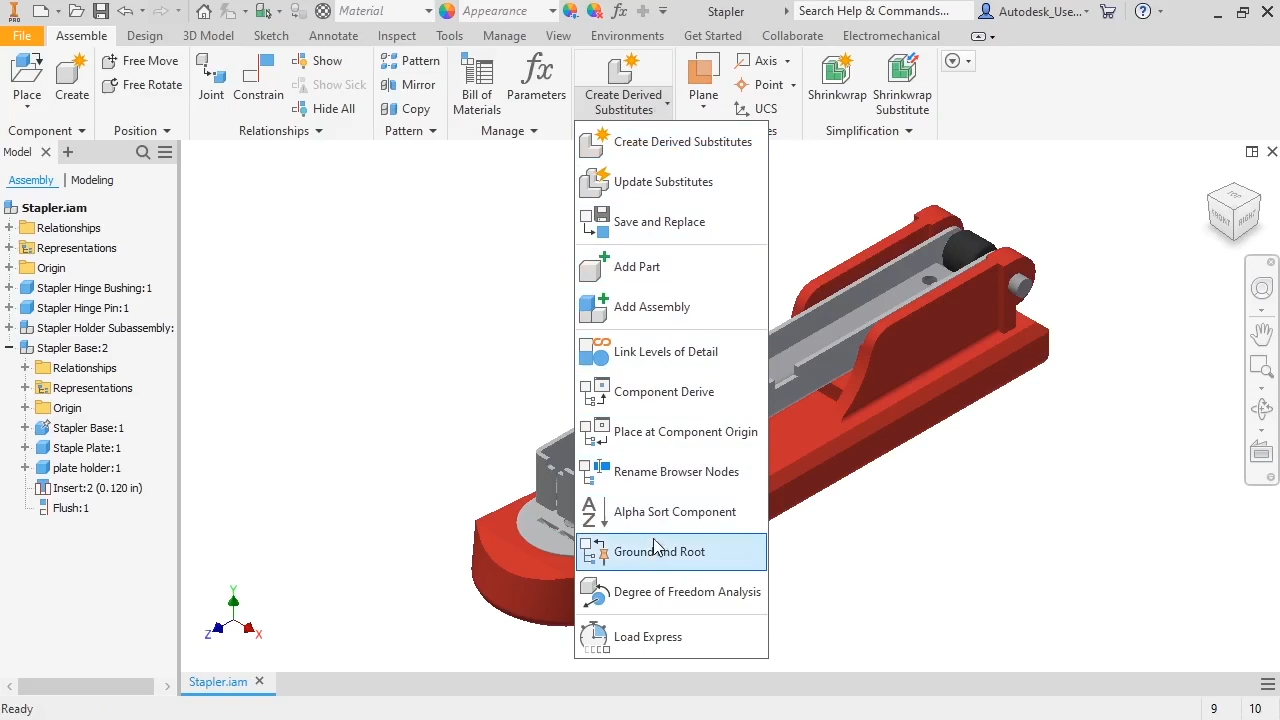 PRO
Material
Appearance
fx
Stapler
Search Help & Commands...
Autodesk_Use...
File
Assemble
Design
3D Model
Sketch
Annotate
Inspect
Tools
Manage
View
Environments
Get Started
Collaborate
Electromechanical
Place
Create
Free Move
Free Rotate
Joint
Constrain
Show
Show Sick
Hide All
Pattern
Mirror
Copy
Bill of
Materials
fx
Parameters
Create Derived
Substitutes
Plane
Axis
Point
UCS
Shrinkwrap
Shrinkwrap
Substitute
Component
Position
Relationships
Pattern
Manage
Simplification
Model
Assembly
Modeling
Stapler.iam
Relationships
Representations
Origin
Stapler Hinge Bushing:1
Stapler Hinge Pin:1
Stapler Holder Subassembly:
Stapler Base:2
Relationships
Representations
Origin
Stapler Base:1
Staple Plate:1
plate holder:1
Insert:2 (0.120 in)
Flush:1
Create Derived Substitutes
Update Substitutes
Save and Replace
Add Part
Add Assembly
Link Levels of Detail
Component Derive
Place at Component Origin
Rename Browser Nodes
A
Z
Alpha Sort Component
Ground and Root
Degree of Freedom Analysis
Load Express
TOP
FRONT
RIGHT
Y
Z
X
Stapler.iam
Ready
9
10